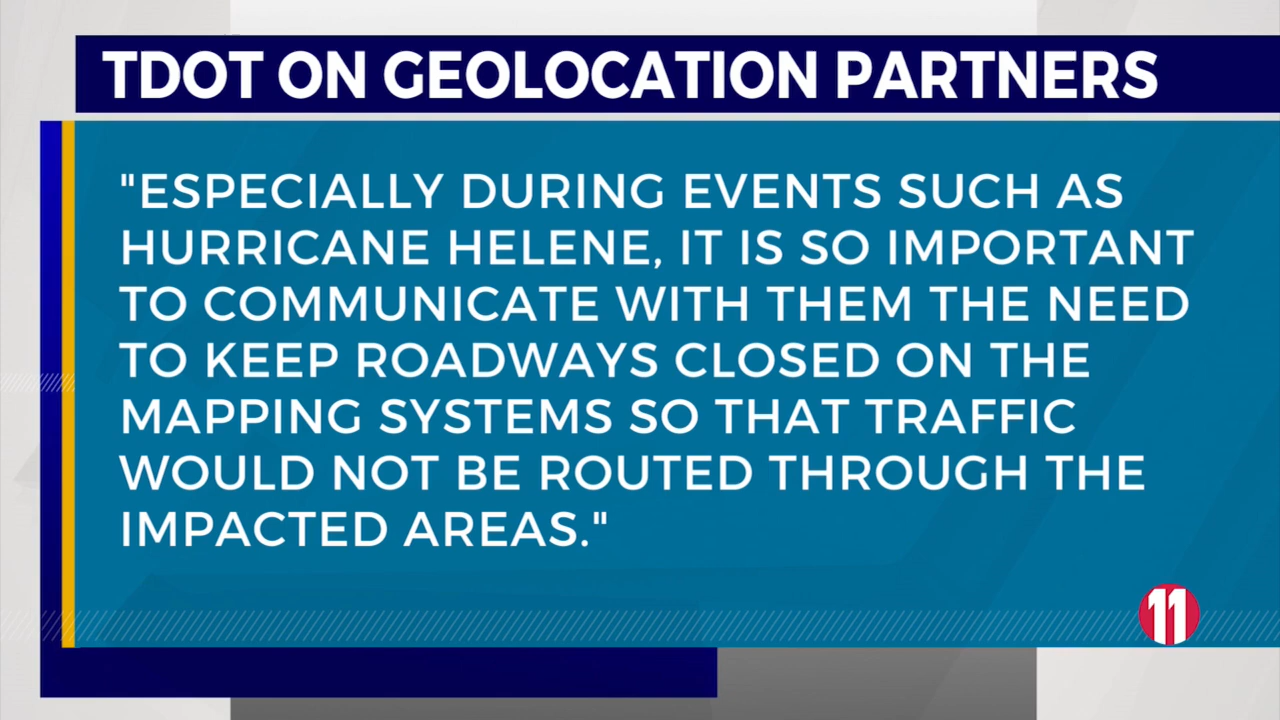 TDOT ON GEOLOCATION PARTNERS
"ESPECIALLY DURING EVENTS SUCH AS
HURRICANE HELENE, IT IS SO IMPORTANT
TO COMMUNICATE WITH THEM THE NEED
TO KEEP ROADWAYS CLOSED ON THE
MAPPING SYSTEMS SO THAT TRAFFIC
WOULD NOT BE ROUTED THROUGH THE
IMPACTED AREAS."
11